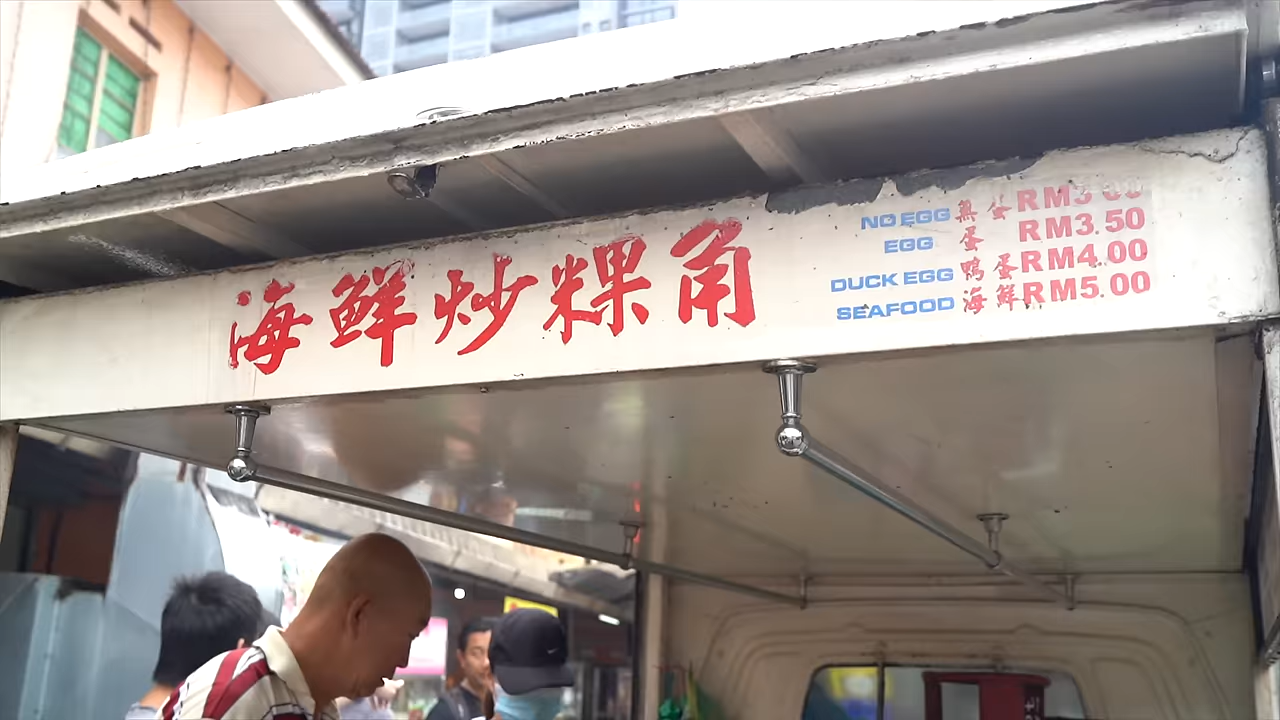 海鮮炒粿角
NO EGG 無蛋 RM3.00
EGG 蛋 RM3.50
DUCK EGG 鴨蛋 RM4.00
SEAFOOD 海鮮 RM5.00